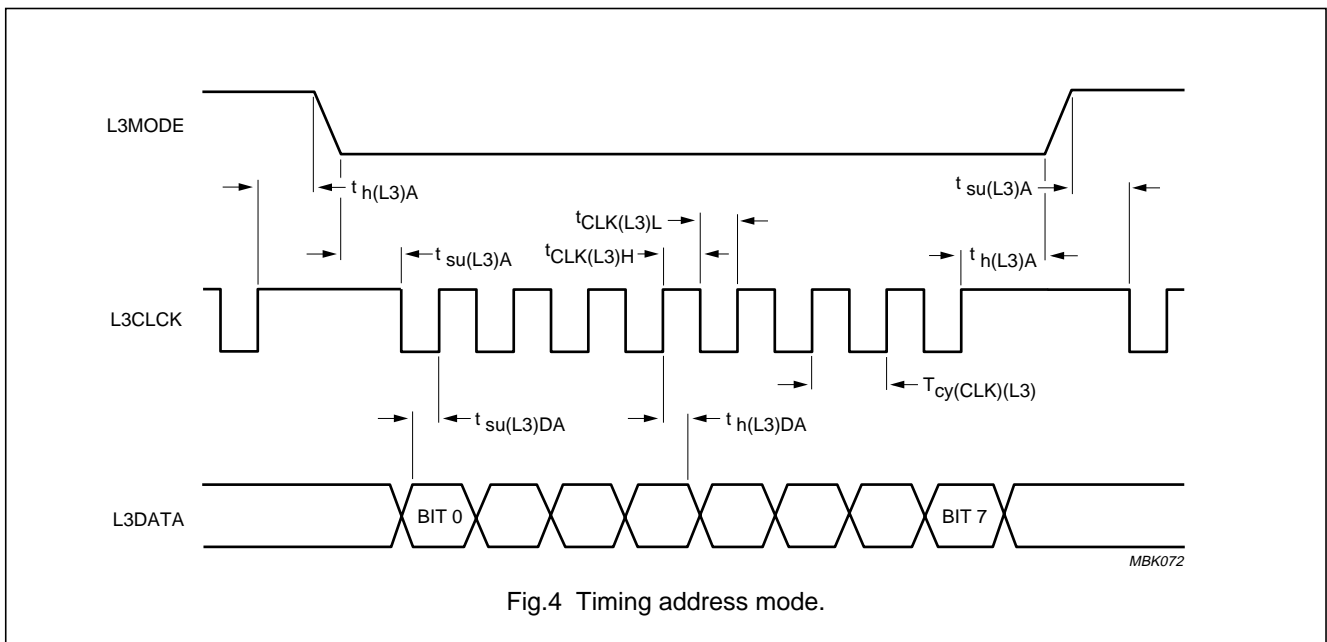 L3MODE
t h(L3)A
t su(L3)A
tCLK(L3)L
tCLK(L3)H
t su(L3)A
t h(L3)A
L3CLCK
Tcy(CLK)(L3)
t su(L3)DA
t h(L3)DA
L3DATA
BIT 0
BIT 7
MBK072
Fig.4 Timing address mode.